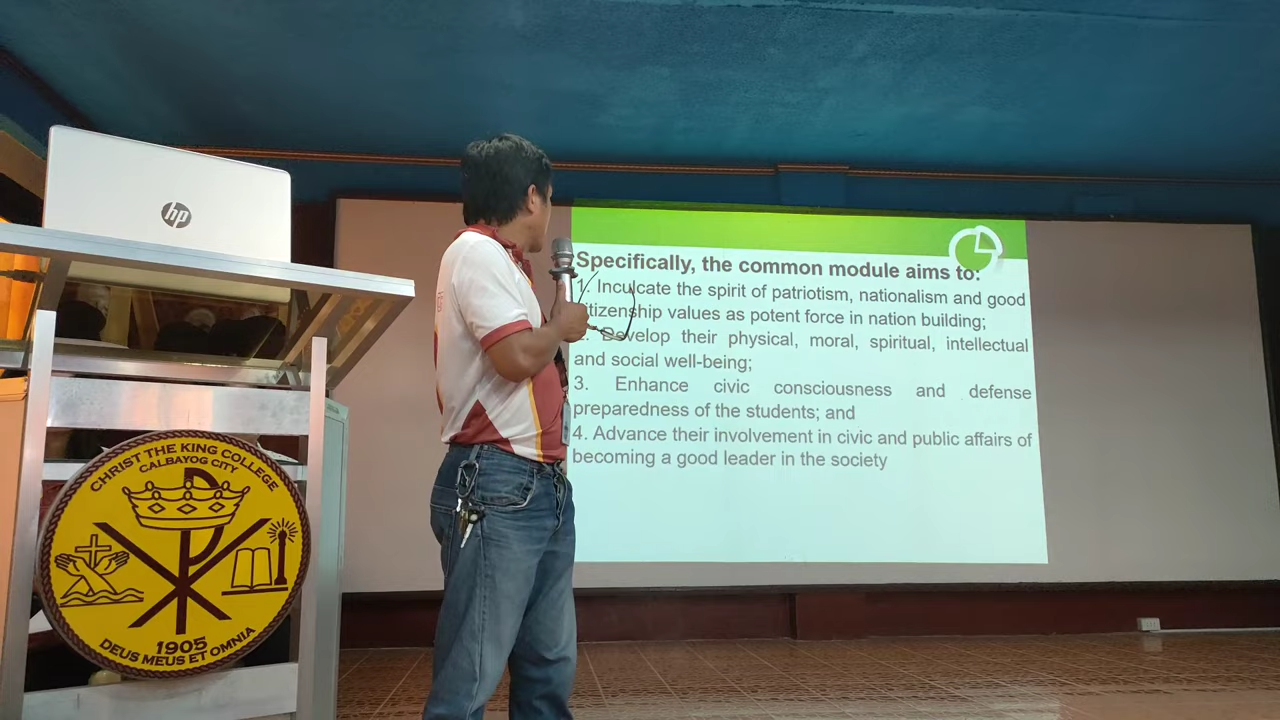 hp
CHRIST THE KING COLLEGE
CALBAYOG CITY
1905
DEUS MEUS ET OMNIA
Specifically, the common module aims to:
1. Inculcate the spirit of patriotism, nationalism and good
citizenship values as potent force in nation building;
2. Develop their physical, moral, spiritual, intellectual
and social well-being;
3. Enhance civic consciousness and defense
preparedness of the students; and
4. Advance their involvement in civic and public affairs of
becoming a good leader in the society